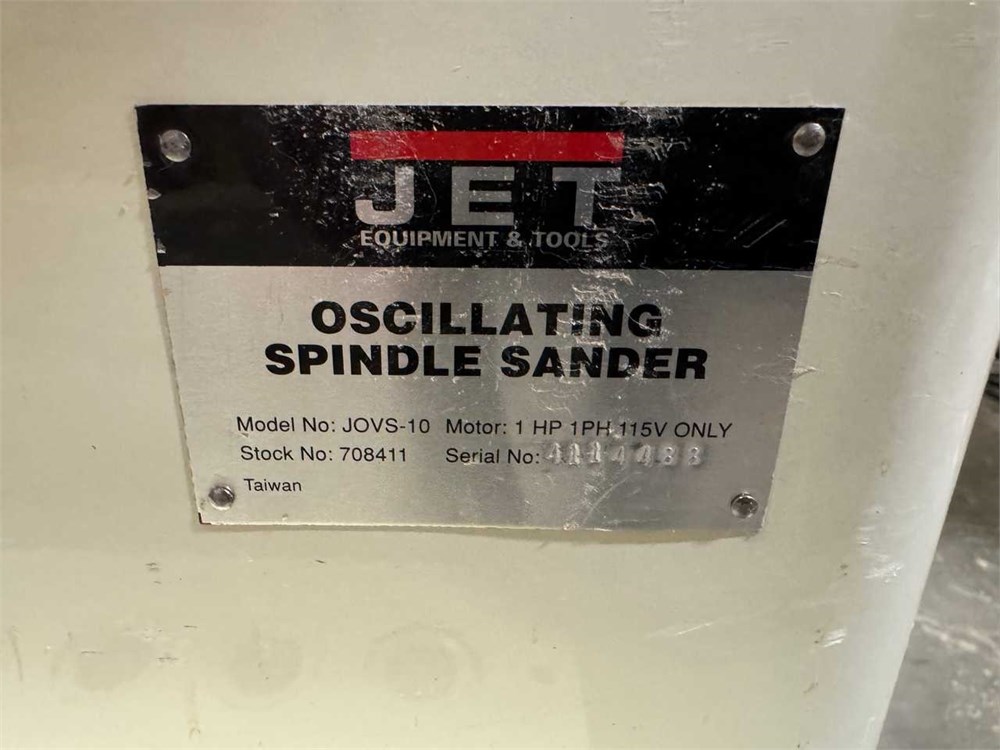 JET
EQUIPMENT & TOOLS
OSCILLATING
SPINDLE SANDER
Model No: JOVS-10 Motor: 1 HP 1PH 115V ONLY
Stock No: 708411 Serial No:
Taiwan